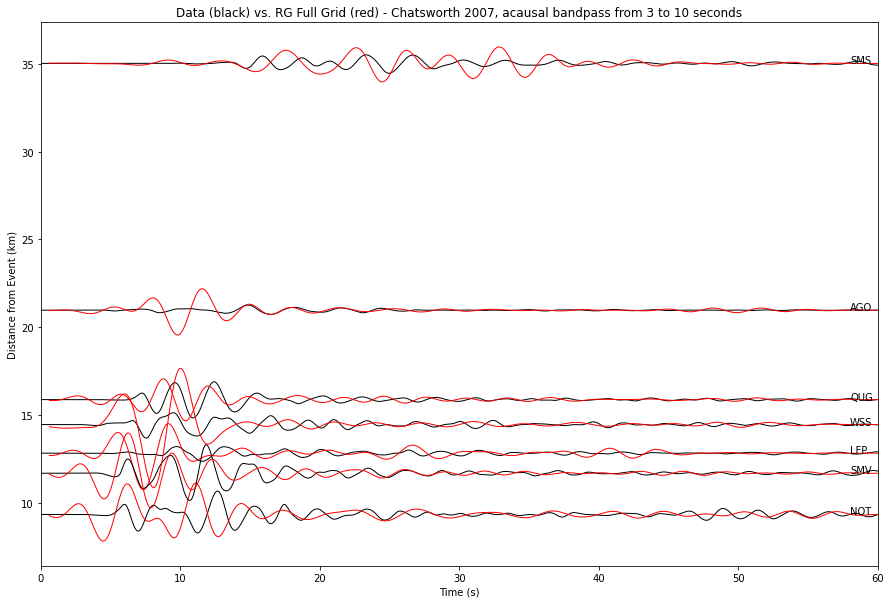 Data (black) vs. RG Full Grid (red) - Chatsworth 2007, acausal bandpass from 3 to 10 seconds
Distance from Event (km)
35
30
25
20
15
10
SMS
AGO
QUG
WSS
LFP
SMV
NOT
0 10 20 30 40 50 60
Time (s)